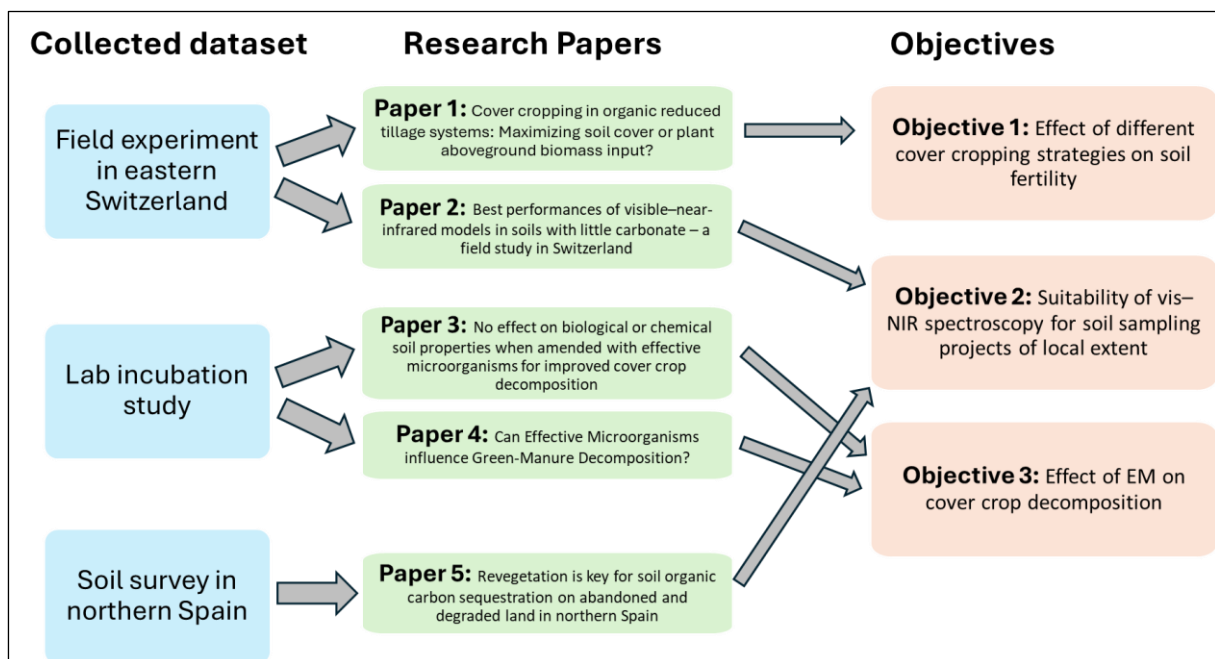 Collected dataset
Research Papers
Objectives
Field experiment
in eastern
Switzerland
Paper 1: Cover cropping in organic reduced
tillage systems: Maximizing soil cover or plant
aboveground biomass input?
Objective 1: Effect of different
cover cropping strategies on soil
fertility
Paper 2: Best performances of visible–near-
infrared models in soils with little carbonate – a
field study in Switzerland
Objective 2: Suitability of vis–
NIR spectroscopy for soil sampling
projects of local extent
Lab incubation
study
Paper 3: No effect on biological or chemical
soil properties when amended with effective
microorganisms for improved cover crop
decomposition
Paper 4: Can Effective Microorganisms
influence Green-Manure Decomposition?
Objective 3: Effect of EM on
cover crop decomposition
Soil survey in
northern Spain
Paper 5: Revegetation is key for soil organic
carbon sequestration on abandoned and
degraded land in northern Spain